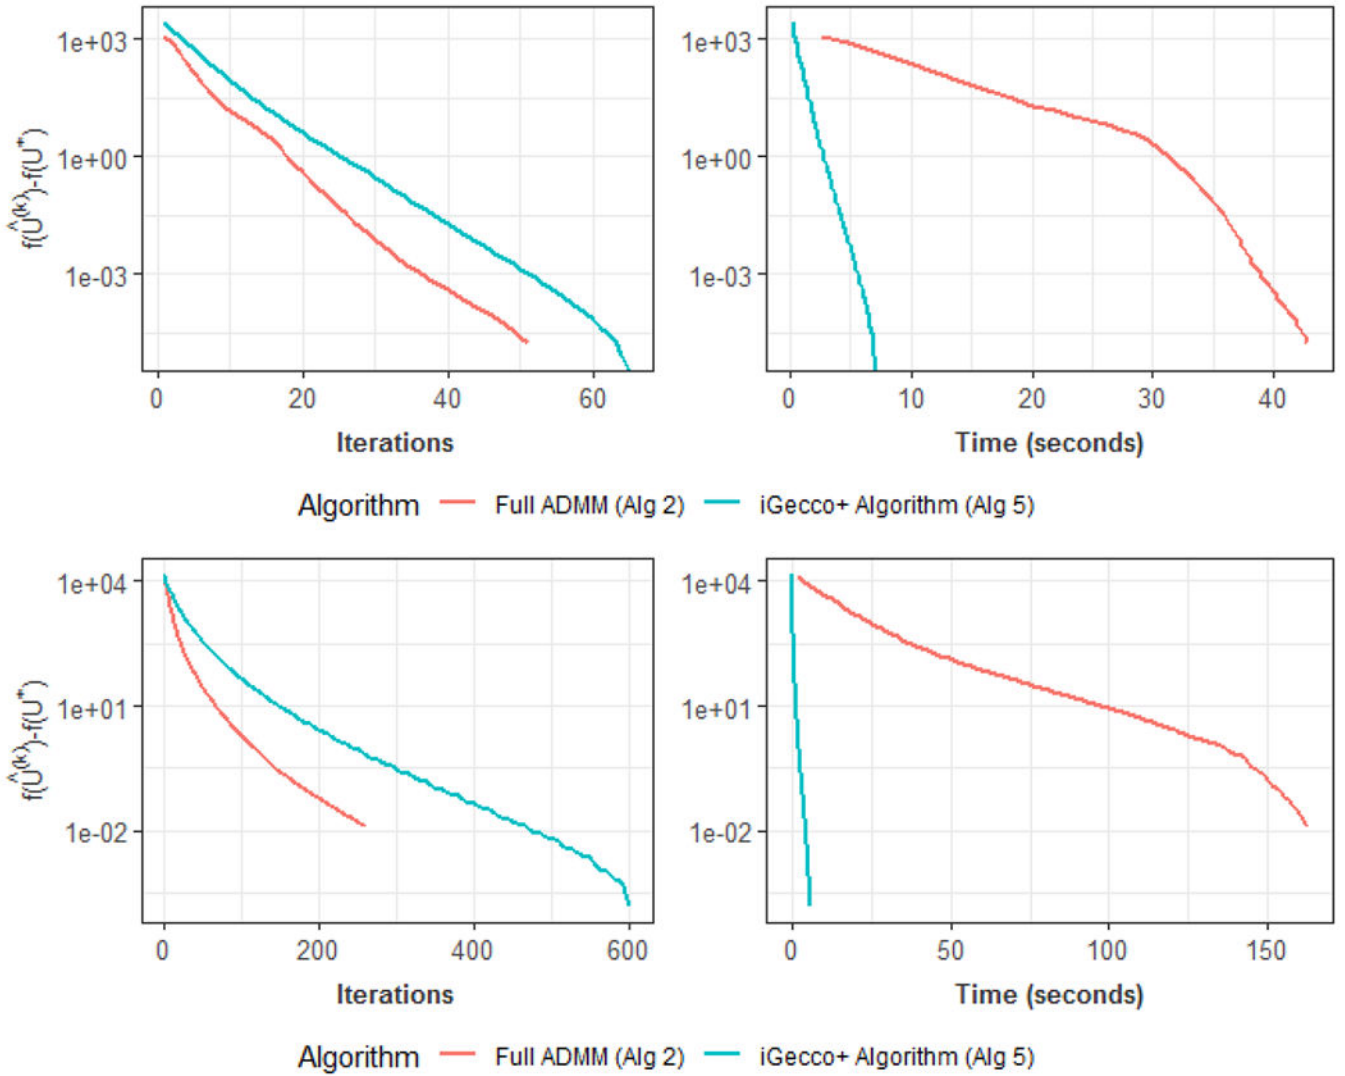 1e+03
1e+00
1e-03
f(Û^(k))-f(U*)
0 20 40 60
Iterations
1e+03
1e+00
1e-03
0 10 20 30 40
Time (seconds)
Algorithm Full ADMM (Alg 2) iGecco+ Algorithm (Alg 5)
1e+04
1e+01
1e-02
f(Û^(k))-f(U*)
0 200 400 600
Iterations
1e+04
1e+01
1e-02
0 50 100 150
Time (seconds)
Algorithm Full ADMM (Alg 2) iGecco+ Algorithm (Alg 5)